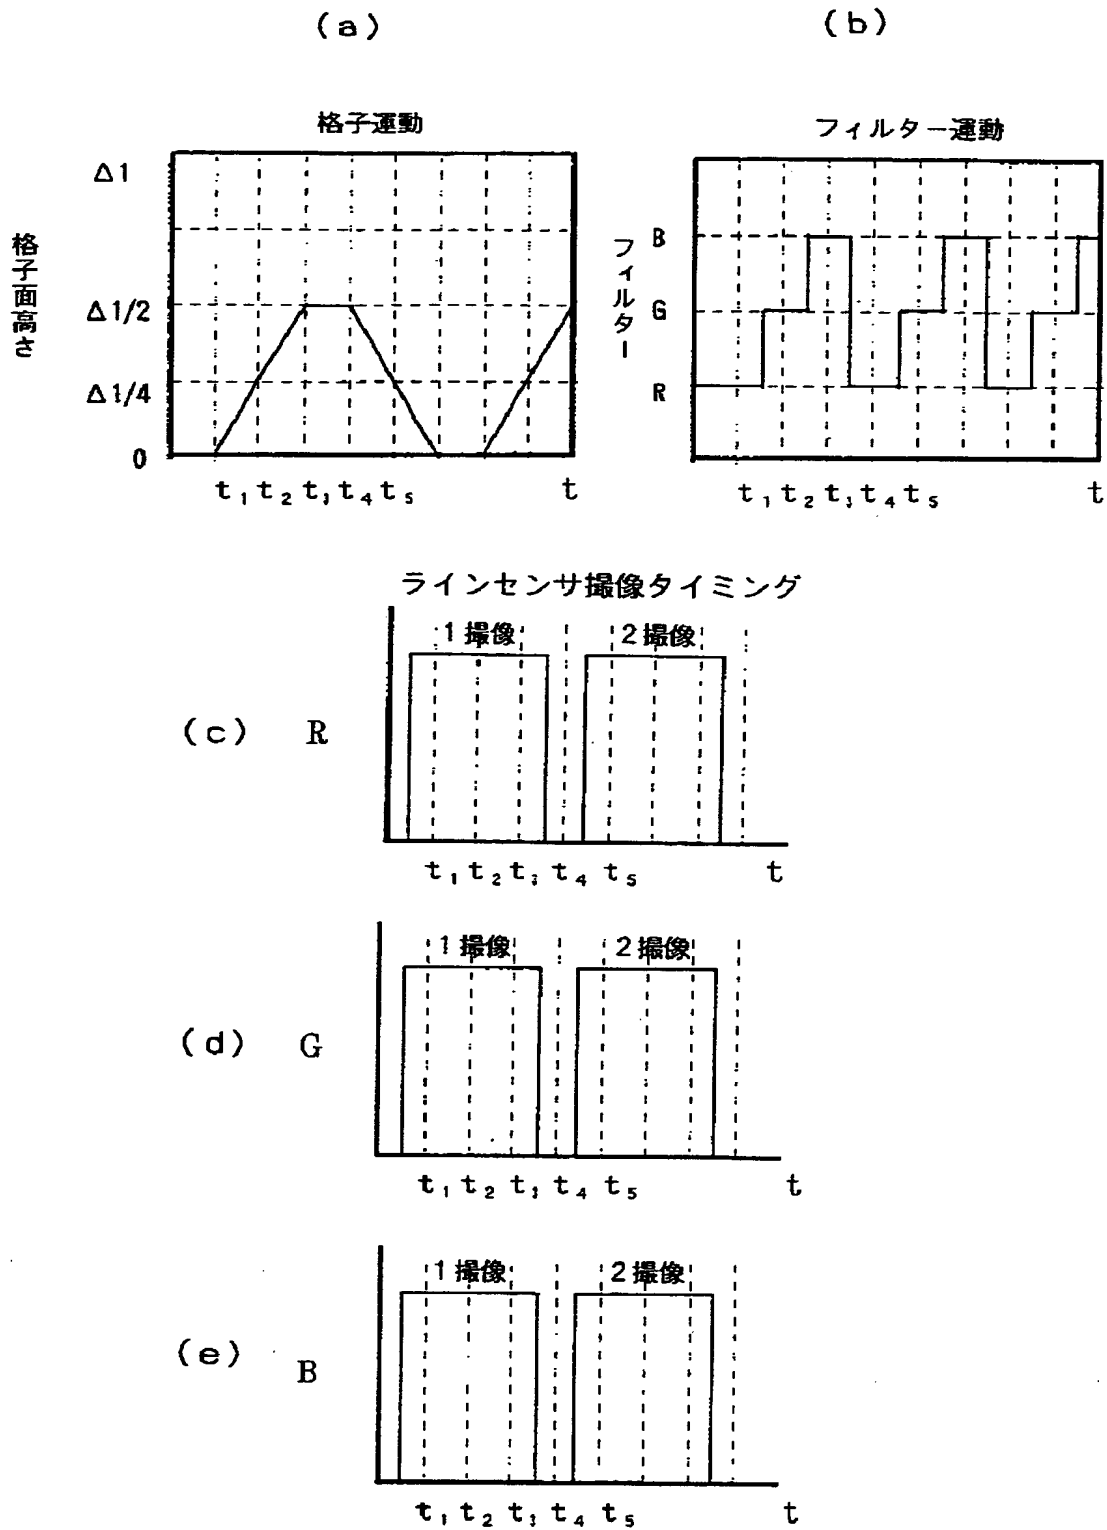 (a)
格子運動
格子面高さ
Δ1
Δ1/2
Δ1/4
0
t₁ t₂ t₃ t₄ t₅ t
(b)
フィルター運動
フィルター
B
G
R
t₁ t₂ t₃ t₄ t₅ t
ラインセンサ撮像タイミング
(c) R
1撮像 2撮像
t₁ t₂ t₃ t₄ t₅ t
(d) G
1撮像 2撮像
t₁ t₂ t₃ t₄ t₅ t
(e) B
1撮像 2撮像
t₁ t₂ t₃ t₄ t₅ t